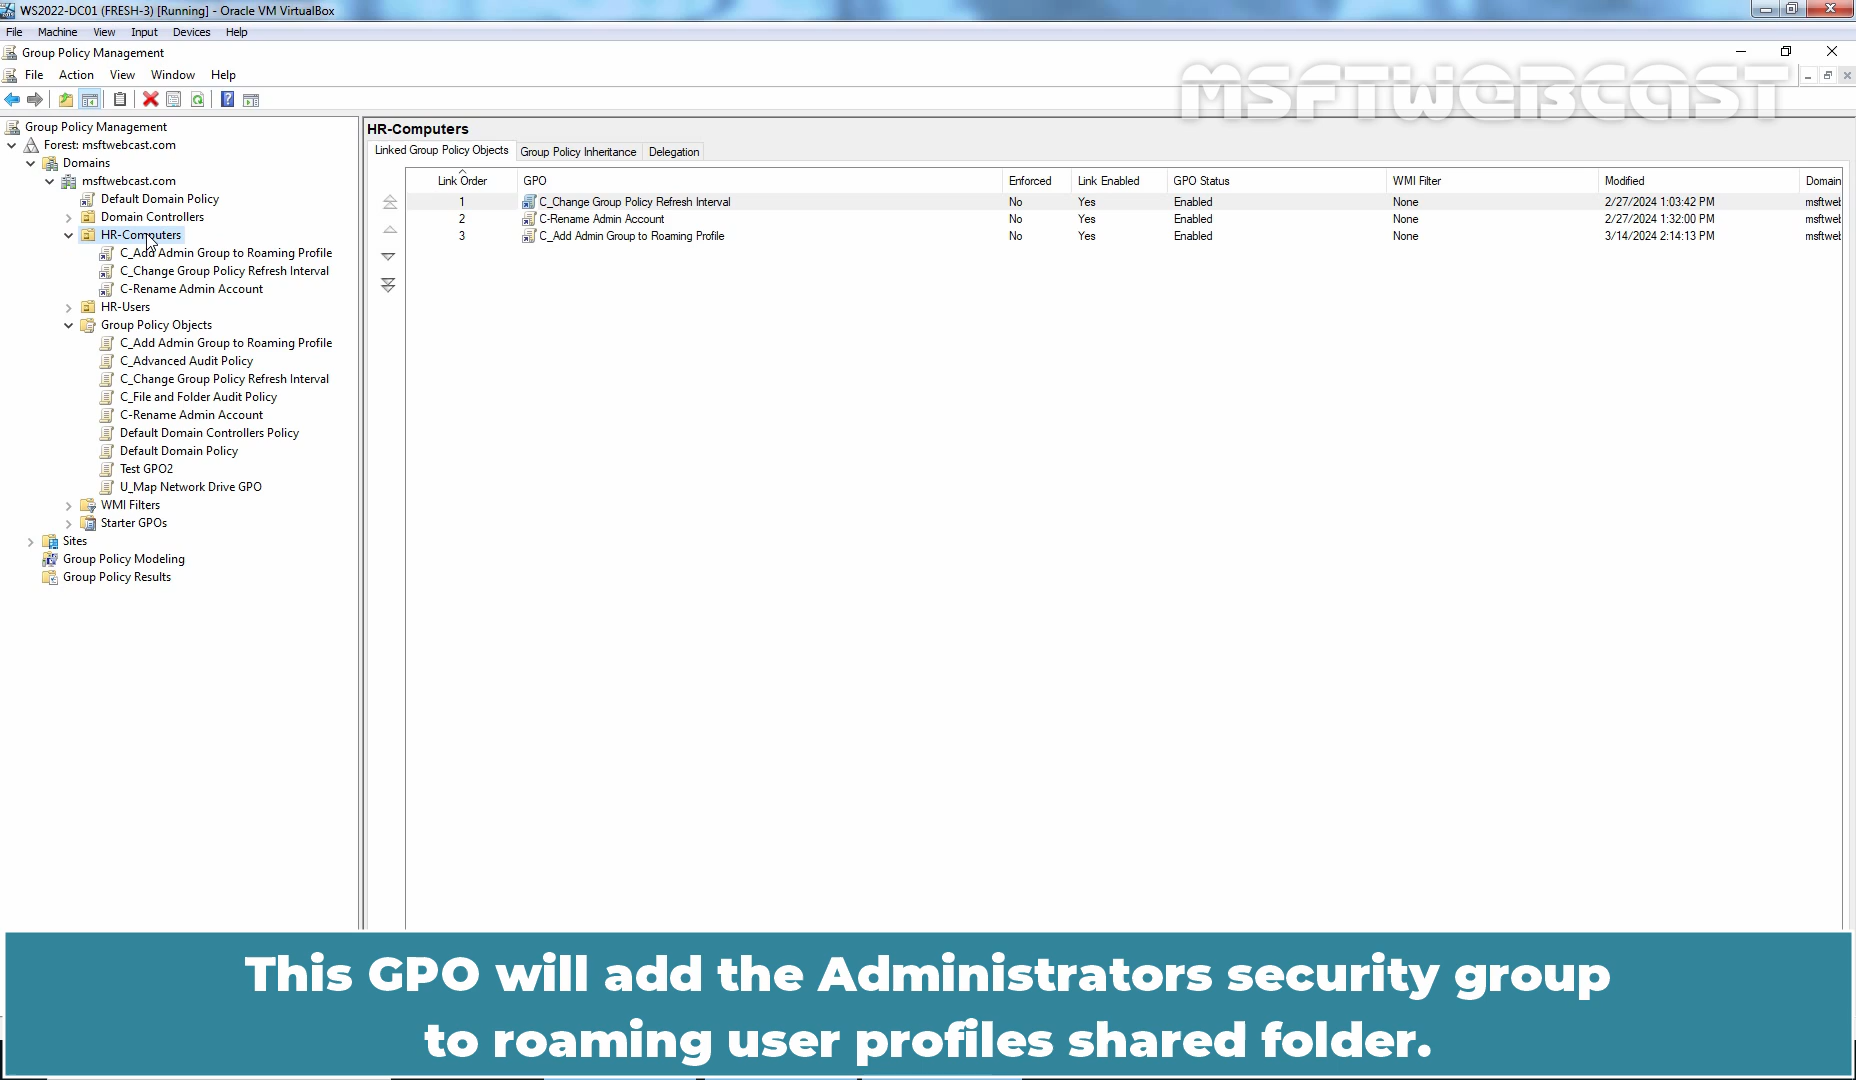 WS2022-DC01 (FRESH-3) [Running] - Oracle VM VirtualBox
File Machine View Input Devices Help
Group Policy Management
File Action View Window Help
MSFTWEBCAST
Group Policy Management
Forest: msftwebcast.com
Domains
msftwebcast.com
Default Domain Policy
Domain Controllers
HR-Computers
C_Add Admin Group to Roaming Profile
C_Change Group Policy Refresh Interval
C-Rename Admin Account
HR-Users
Group Policy Objects
C_Add Admin Group to Roaming Profile
C_Advanced Audit Policy
C_Change Group Policy Refresh Interval
C_File and Folder Audit Policy
C-Rename Admin Account
Default Domain Controllers Policy
Default Domain Policy
Test GPO2
U_Map Network Drive GPO
WMI Filters
Starter GPOs
Sites
Group Policy Modeling
Group Policy Results
HR-Computers
Linked Group Policy Objects Group Policy Inheritance Delegation
Link Order GPO Enforced Link Enabled GPO Status WMI Filter Modified Domain
1 C_Change Group Policy Refresh Interval No Yes Enabled None 2/27/2024 1:03:42 PM msftwel
2 C-Rename Admin Account No Yes Enabled None 2/27/2024 1:32:00 PM msftwel
3 C_Add Admin Group to Roaming Profile No Yes Enabled None 3/14/2024 2:14:13 PM msftwel
This GPO will add the Administrators security group
to roaming user profiles shared folder.